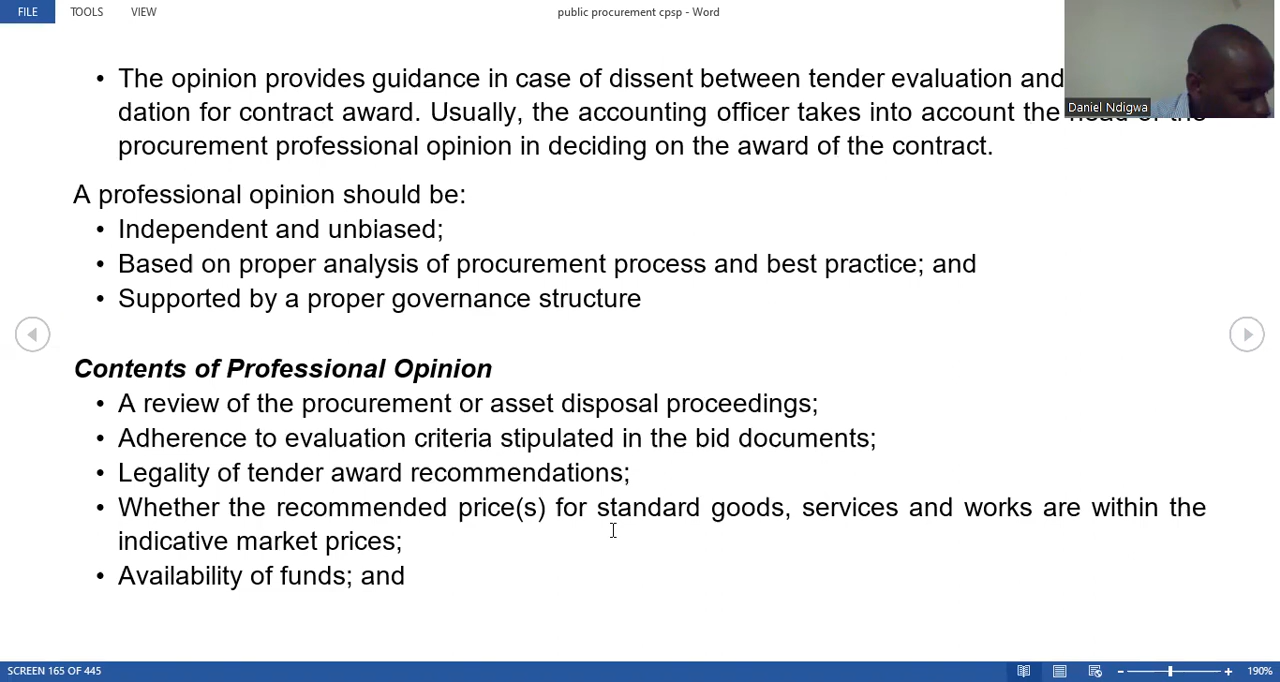 FILE TOOLS VIEW public procurement cpsp - Word
• The opinion provides guidance in case of dissent between tender evaluation and
Daniel Ndigwa
dation for contract award. Usually, the accounting officer takes into account the head of the
procurement professional opinion in deciding on the award of the contract.
A professional opinion should be:
• Independent and unbiased;
• Based on proper analysis of procurement process and best practice; and
• Supported by a proper governance structure
Contents of Professional Opinion
• A review of the procurement or asset disposal proceedings;
• Adherence to evaluation criteria stipulated in the bid documents;
• Legality of tender award recommendations;
• Whether the recommended price(s) for standard goods, services and works are within the
indicative market prices;
• Availability of funds; and
SCREEN 165 OF 445 190%